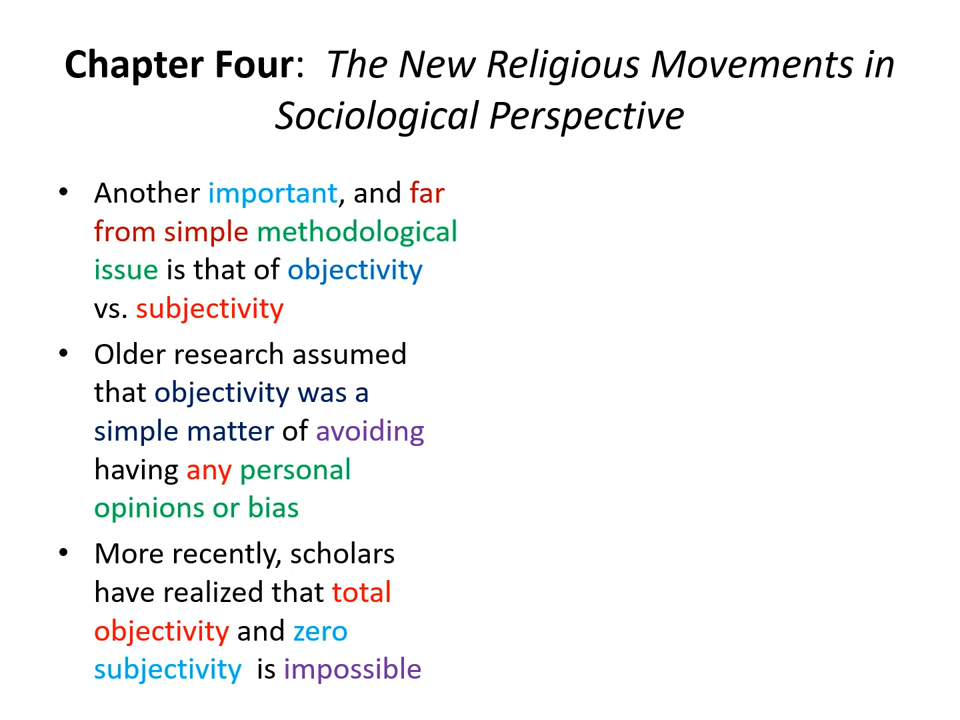 Chapter Four:  The New Religious Movements in
Sociological Perspective
• Another important, and far
from simple methodological
issue is that of objectivity
vs. subjectivity
• Older research assumed
that objectivity was a
simple matter of avoiding
having any personal
opinions or bias
• More recently, scholars
have realized that total
objectivity and zero
subjectivity  is impossible